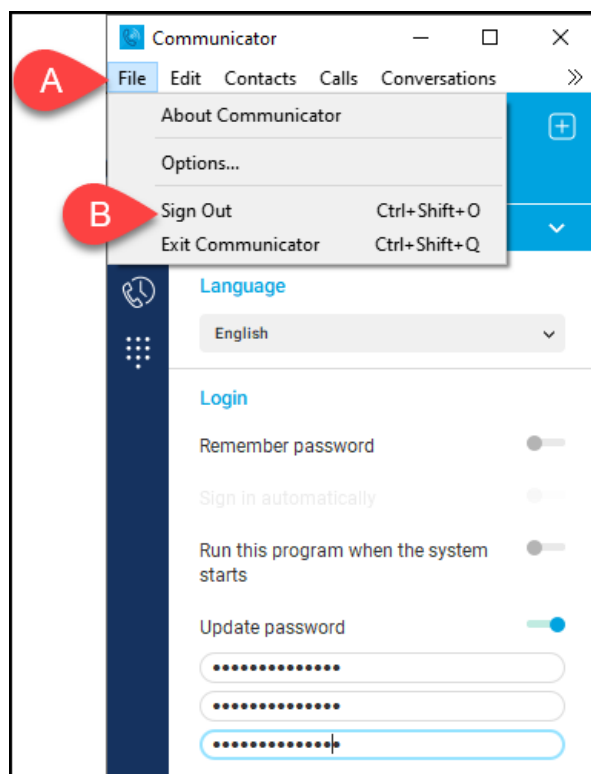 Communicator
A
File Edit Contacts Calls Conversations
About Communicator
Options...
B
Sign Out Ctrl+Shift+O
Exit Communicator Ctrl+Shift+Q
Language
English
Login
Remember password
Sign in automatically
Run this program when the system
starts
Update password